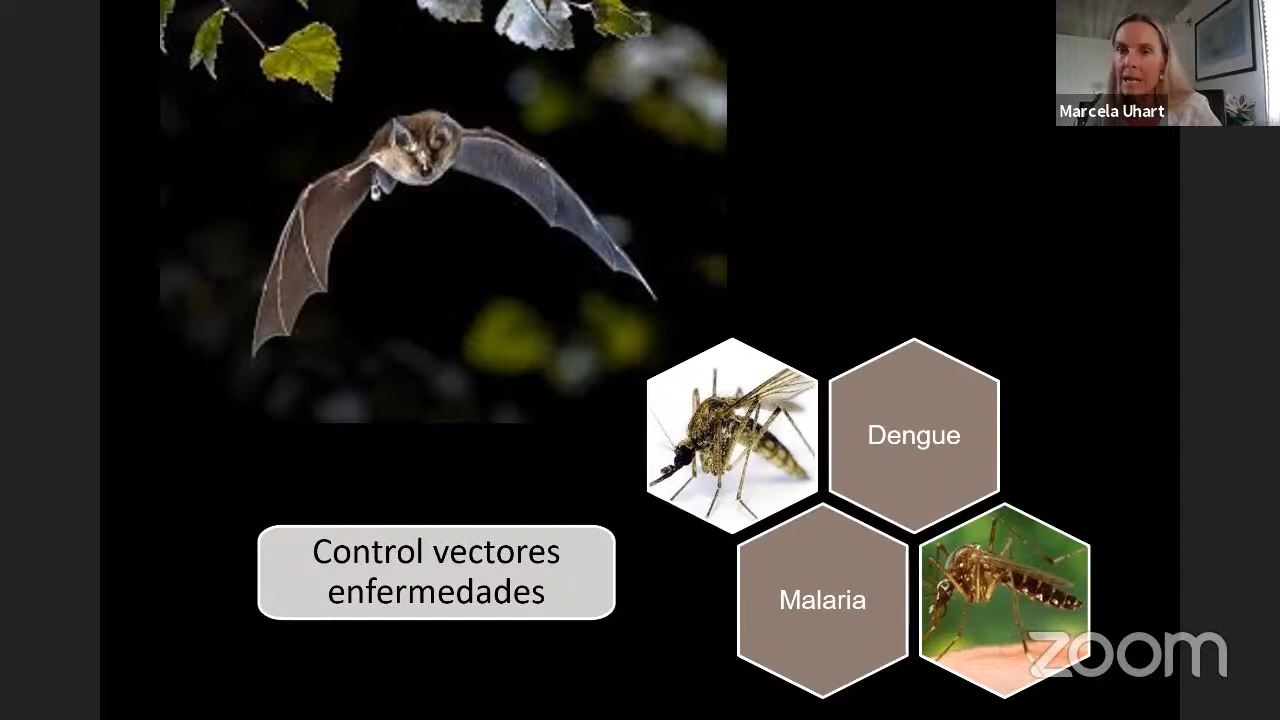 Marcela Uhart
Dengue
Control vectores
enfermedades
Malaria
zoom